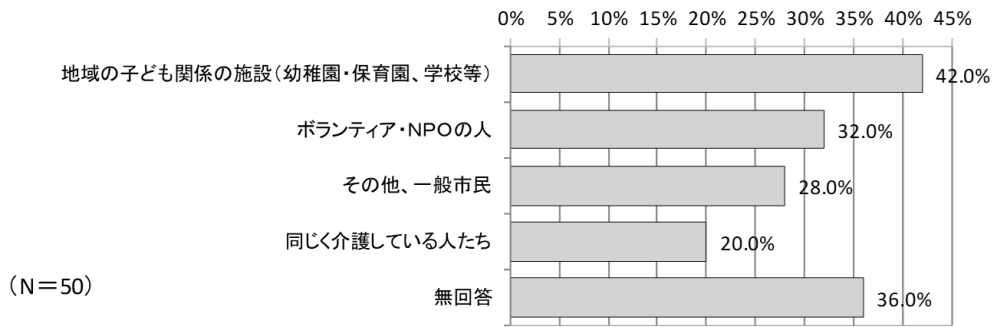 0% 5% 10% 15% 20% 25% 30% 35% 40% 45%
地域の子ども関係の施設(幼稚園・保育園、学校等) 42.0%
ボランティア・NPOの人 32.0%
その他、一般市民 28.0%
同じく介護している人たち 20.0%
(N=50)
無回答 36.0%